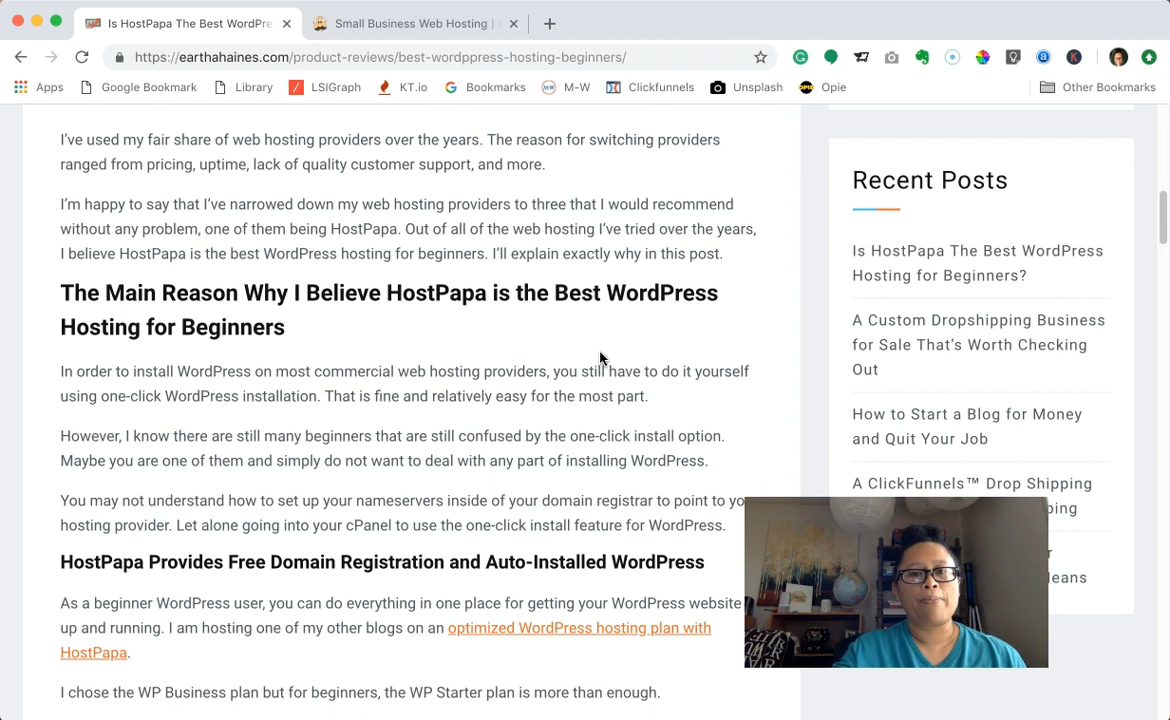 Is HostPapa The Best WordPre
Small Business Web Hosting |
https://earthahaines.com/product-reviews/best-wordppress-hosting-beginners/
Apps
Google Bookmark
Library
LSIGraph
KT.io
Bookmarks
M-W
Clickfunnels
Unsplash
OPIE
Opie
Other Bookmarks
I've used my fair share of web hosting providers over the years. The reason for switching providers
ranged from pricing, uptime, lack of quality customer support, and more.
I'm happy to say that I've narrowed down my web hosting providers to three that I would recommend
without any problem, one of them being HostPapa. Out of all of the web hosting I've tried over the years,
I believe HostPapa is the best WordPress hosting for beginners. I'll explain exactly why in this post.
The Main Reason Why I Believe HostPapa is the Best WordPress
Hosting for Beginners
In order to install WordPress on most commercial web hosting providers, you still have to do it yourself
using one-click WordPress installation. That is fine and relatively easy for the most part.
However, I know there are still many beginners that are still confused by the one-click install option.
Maybe you are one of them and simply do not want to deal with any part of installing WordPress.
You may not understand how to set up your nameservers inside of your domain registrar to point to yo
hosting provider. Let alone going into your cPanel to use the one-click install feature for WordPress.
HostPapa Provides Free Domain Registration and Auto-Installed WordPress
As a beginner WordPress user, you can do everything in one place for getting your WordPress website
up and running. I am hosting one of my other blogs on an optimized WordPress hosting plan with
HostPapa.
I chose the WP Business plan but for beginners, the WP Starter plan is more than enough.
Recent Posts
Is HostPapa The Best WordPress
Hosting for Beginners?
A Custom Dropshipping Business
for Sale That's Worth Checking
Out
How to Start a Blog for Money
and Quit Your Job
A ClickFunnels™ Drop Shipping
ping
r
leans